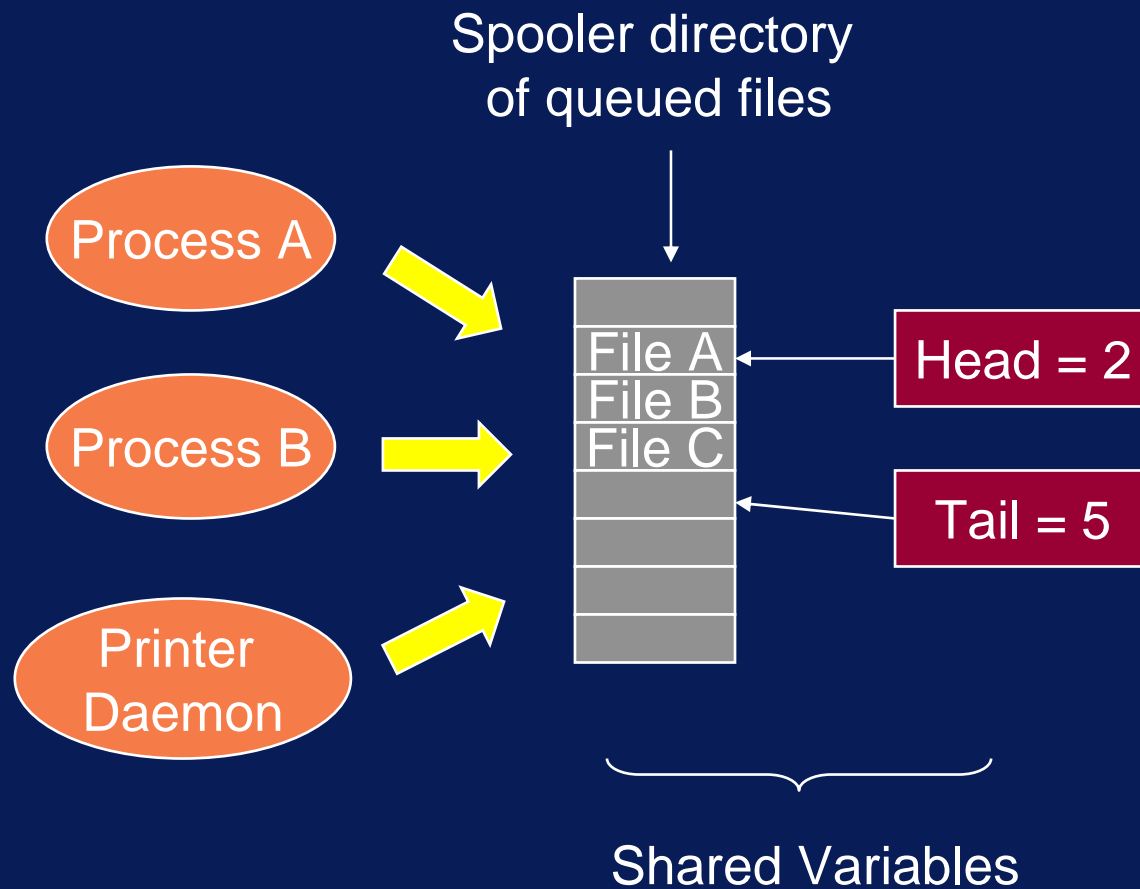 Spooler directory
of queued files
Process A
Process B
Printer
Daemon
File A
File B
File C
Head = 2
Tail = 5
Shared Variables